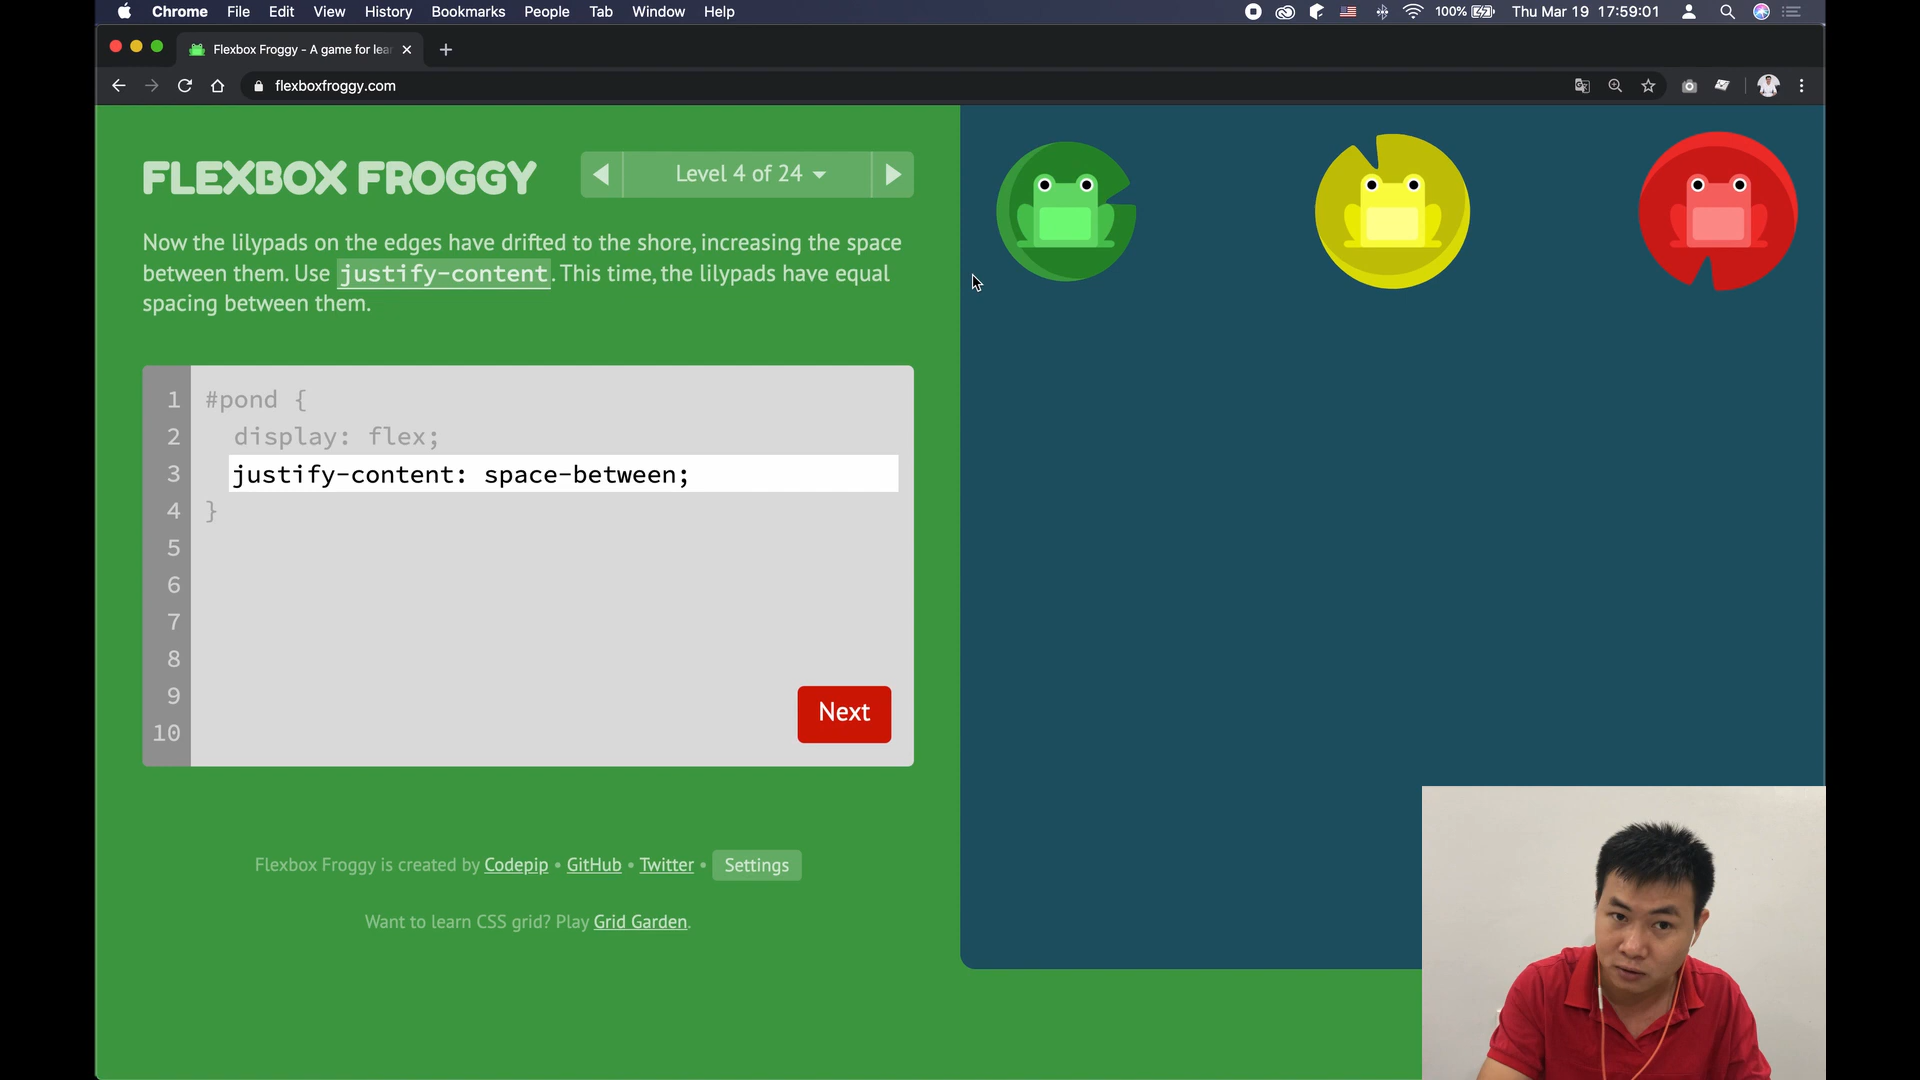 Chrome File Edit View History Bookmarks People Tab Window Help 100% Thu Mar 19 17:59:01
Flexbox Froggy - A game for lea
flexboxfroggy.com
FLEXBOX FROGGY
Level 4 of 24
Now the lilypads on the edges have drifted to the shore, increasing the space
between them. Use justify-content. This time, the lilypads have equal
spacing between them.
1 #pond {
2 display: flex;
3 justify-content: space-between;
4 }
5
6
7
8
9
10
Next
Flexbox Froggy is created by Codepip • GitHub • Twitter • Settings
Want to learn CSS grid? Play Grid Garden.